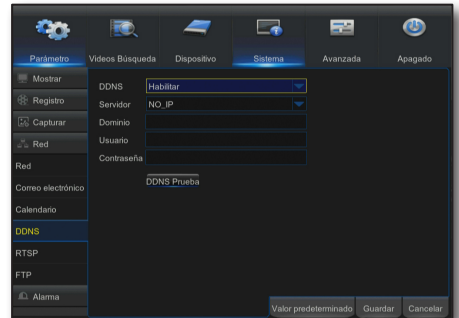 Parámetro
Videos Búsqueda
Dispositivo
Sistema
Avanzada
Apagado
Mostrar
Registro
Capturar
Red
Red
Correo electrónico
Calendario
DDNS
RTSP
FTP
Alarma
DDNS Habilitar
Servidor NO_IP
Dominio
Usuario
Contraseña
DDNS Prueba
Valor predeterminado Guardar Cancelar